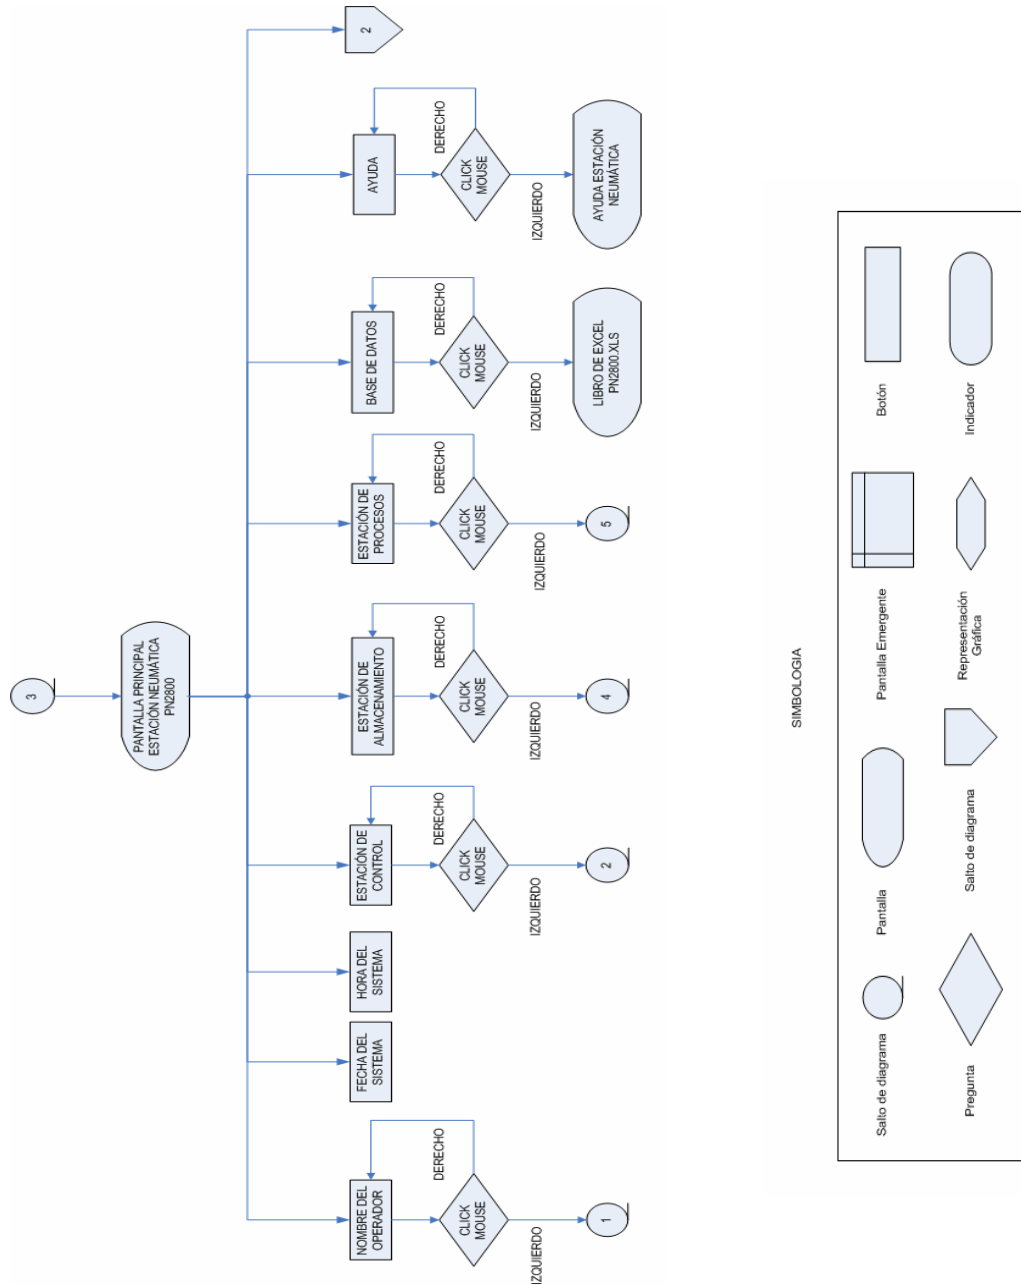 3
PANTALLA PRINCIPAL
ESTACIÓN NEUMÁTICA
PN2800
NOMBRE DEL
OPERADOR
FECHA DEL
SISTEMA
HORA DEL
SISTEMA
ESTACIÓN DE
CONTROL
ESTACIÓN DE
ALMACENAMIENTO
ESTACIÓN DE
PROCESOS
BASE DE DATOS
AYUDA
2
DERECHO
DERECHO
DERECHO
DERECHO
DERECHO
DERECHO
CLICK
MOUSE
CLICK
MOUSE
CLICK
MOUSE
CLICK
MOUSE
CLICK
MOUSE
CLICK
MOUSE
IZQUIERDO
IZQUIERDO
IZQUIERDO
IZQUIERDO
IZQUIERDO
IZQUIERDO
1
2
4
5
LIBRO DE EXCEL
PN2800.XLS
AYUDA ESTACIÓN
NEUMÁTICA
SIMBOLOGIA
Salto de diagrama
Pantalla
Pantalla Emergente
Botón
Pregunta
Salto de diagrama
Representación
Gráfica
Indicador